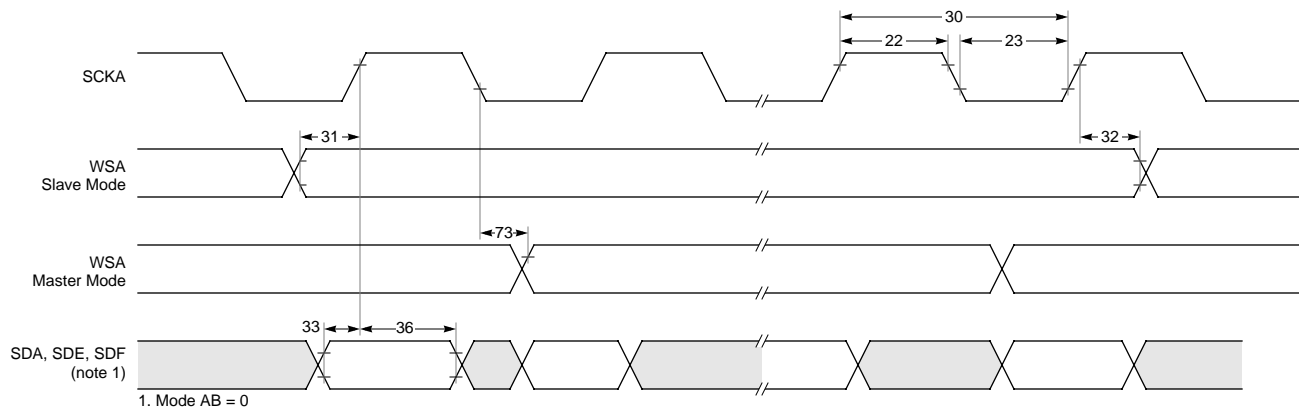 30
22
23
SCKA
31
32
WSA
Slave Mode
73
WSA
Master Mode
33
36
SDA, SDE, SDF
(note 1)
1. Mode AB = 0